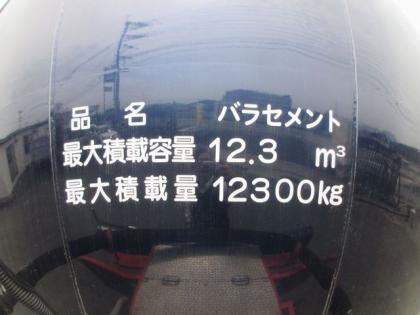 品名 バラセメント
最大積載容量 12.3 m³
最大積載量 12300kg